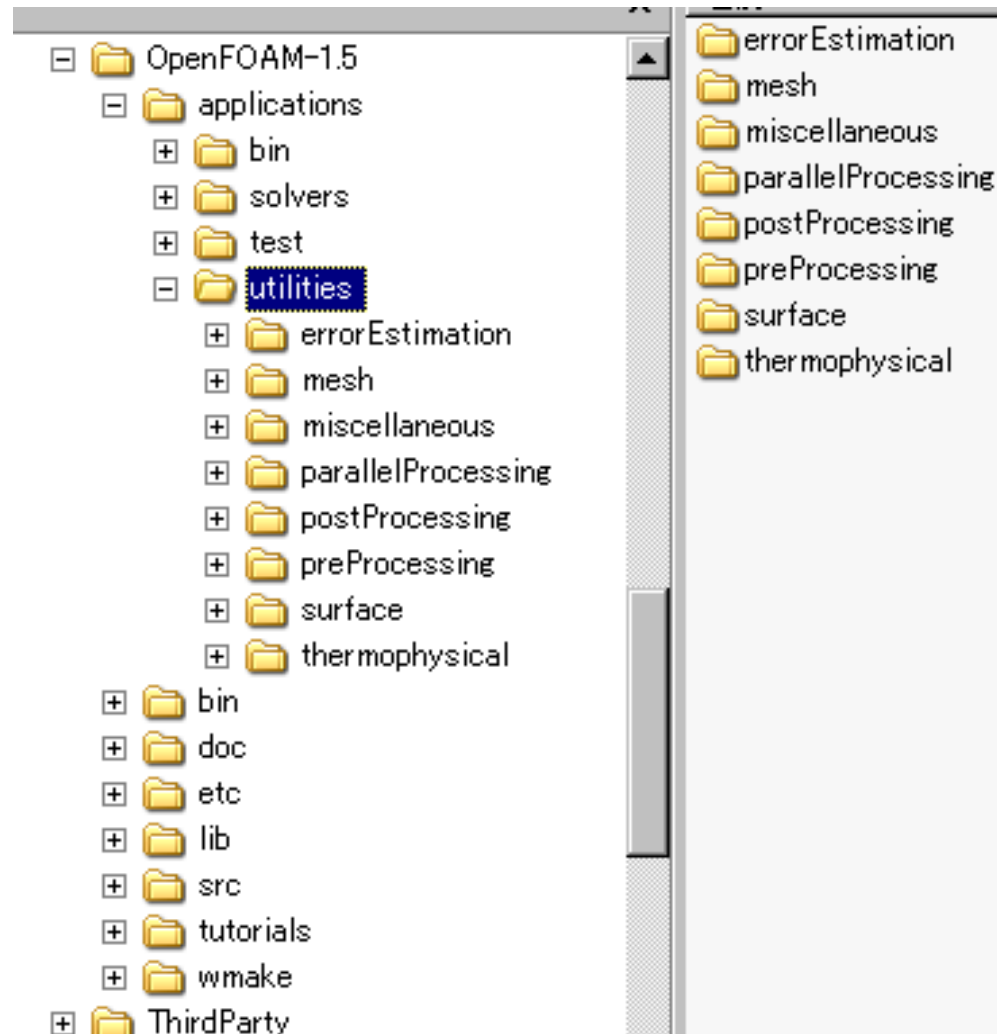 OpenFOAM-1.5
applications
bin
solvers
test
utilities
errorEstimation
mesh
miscellaneous
parallelProcessing
postProcessing
preProcessing
surface
thermophysical
bin
doc
etc
lib
src
tutorials
wmake
ThirdParty
errorEstimation
mesh
miscellaneous
parallelProcessing
postProcessing
preProcessing
surface
thermophysical